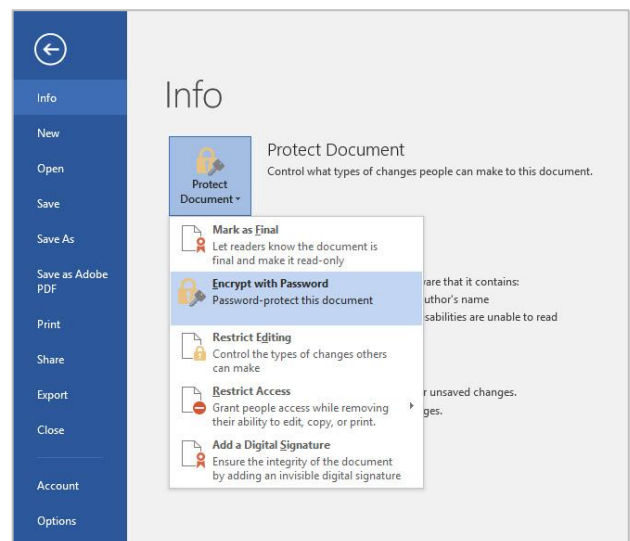 Info
New
Open
Save
Save As
Save as Adobe
PDF
Print
Share
Export
Close
Account
Options
Info
Protect
Document
Protect Document
Control what types of changes people can make to this document.
Mark as Final
Let readers know the document is
final and make it read-only
Encrypt with Password
Password-protect this document
Restrict Editing
Control the types of changes others
can make
Restrict Access
Grant people access while removing
their ability to edit, copy, or print.
Add a Digital Signature
Ensure the integrity of the document
by adding an invisible digital signature
that it contains:
name
are unable to read
unsaved changes.